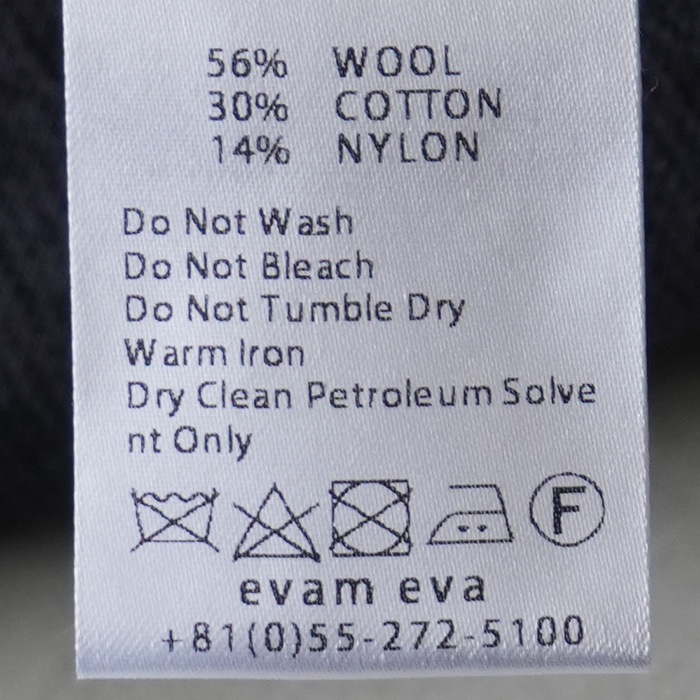 56% WOOL
30% COTTON
14% NYLON
Do Not Wash
Do Not Bleach
Do Not Tumble Dry
Warm Iron
Dry Clean Petroleum Solve
nt Only
F
evam eva
+81(0)55-272-5100